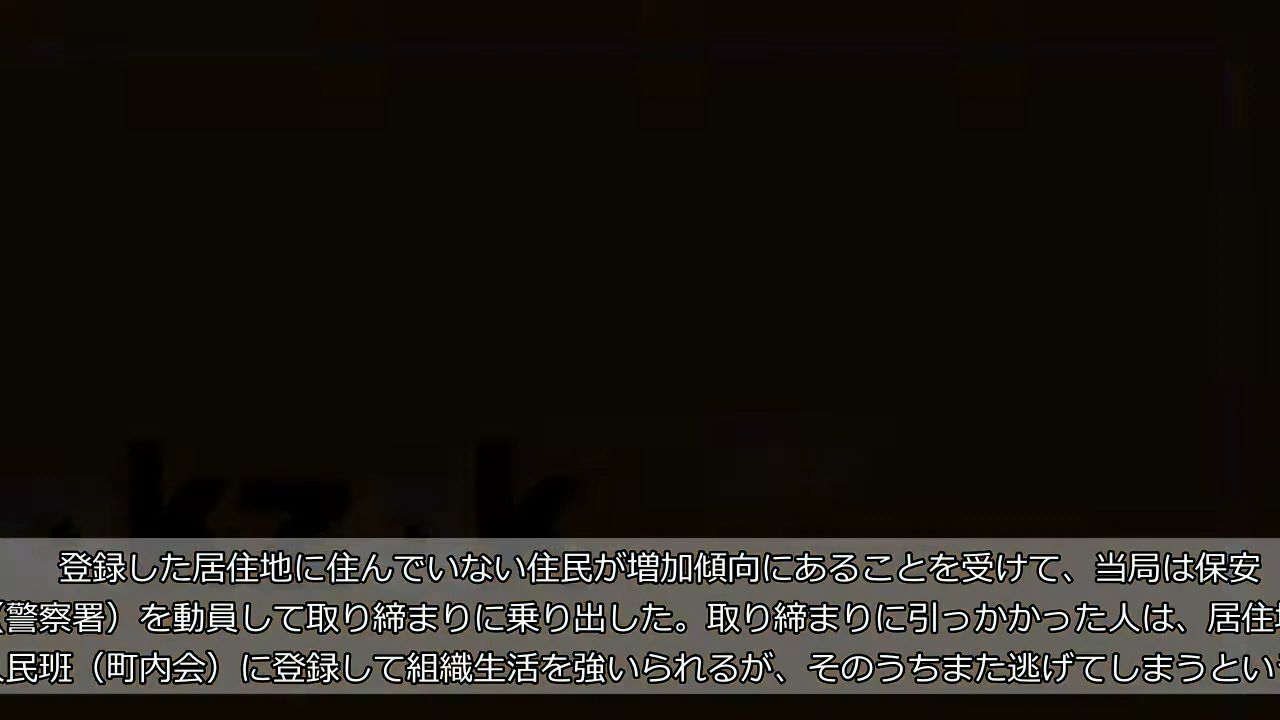 登録した居住地に住んでいない住民が増加傾向にあることを受けて、当局は保安
（警察署）を動員して取り締まりに乗り出した。取り締まりに引っかかった人は、居住
人民班（町内会）に登録して組織生活を強いられるが、そのうちまた逃げてしまうとい